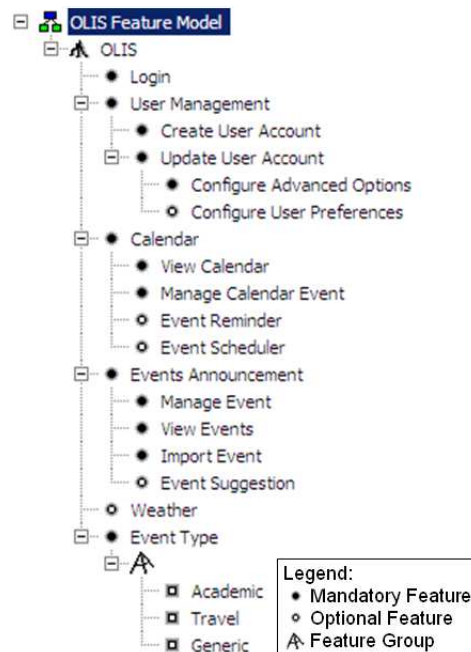 OLIS Feature Model
OLIS
Login
User Management
Create User Account
Update User Account
Configure Advanced Options
Configure User Preferences
Calendar
View Calendar
Manage Calendar Event
Event Reminder
Event Scheduler
Events Announcement
Manage Event
View Events
Import Event
Event Suggestion
Weather
Event Type
Academic
Travel
Generic
Legend:
Mandatory Feature
Optional Feature
Feature Group